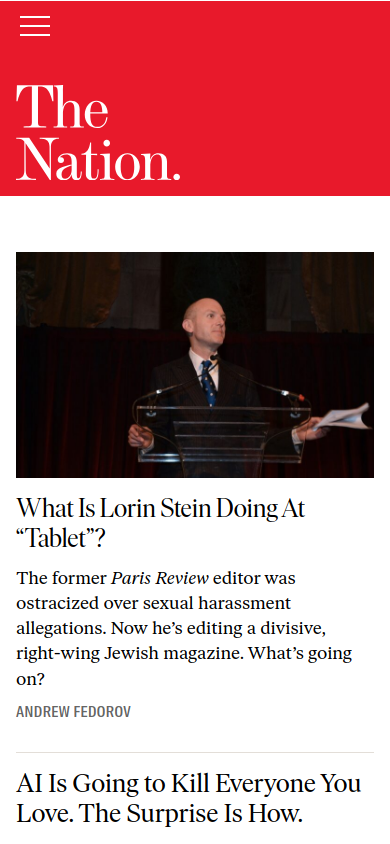 The
Nation.
What Is Lorin Stein Doing At
“Tablet”?
The former Paris Review editor was
ostracized over sexual harassment
allegations. Now he’s editing a divisive,
right-wing Jewish magazine. What’s going
on?
ANDREW FEDOROV
AI Is Going to Kill Everyone You
Love. The Surprise Is How.